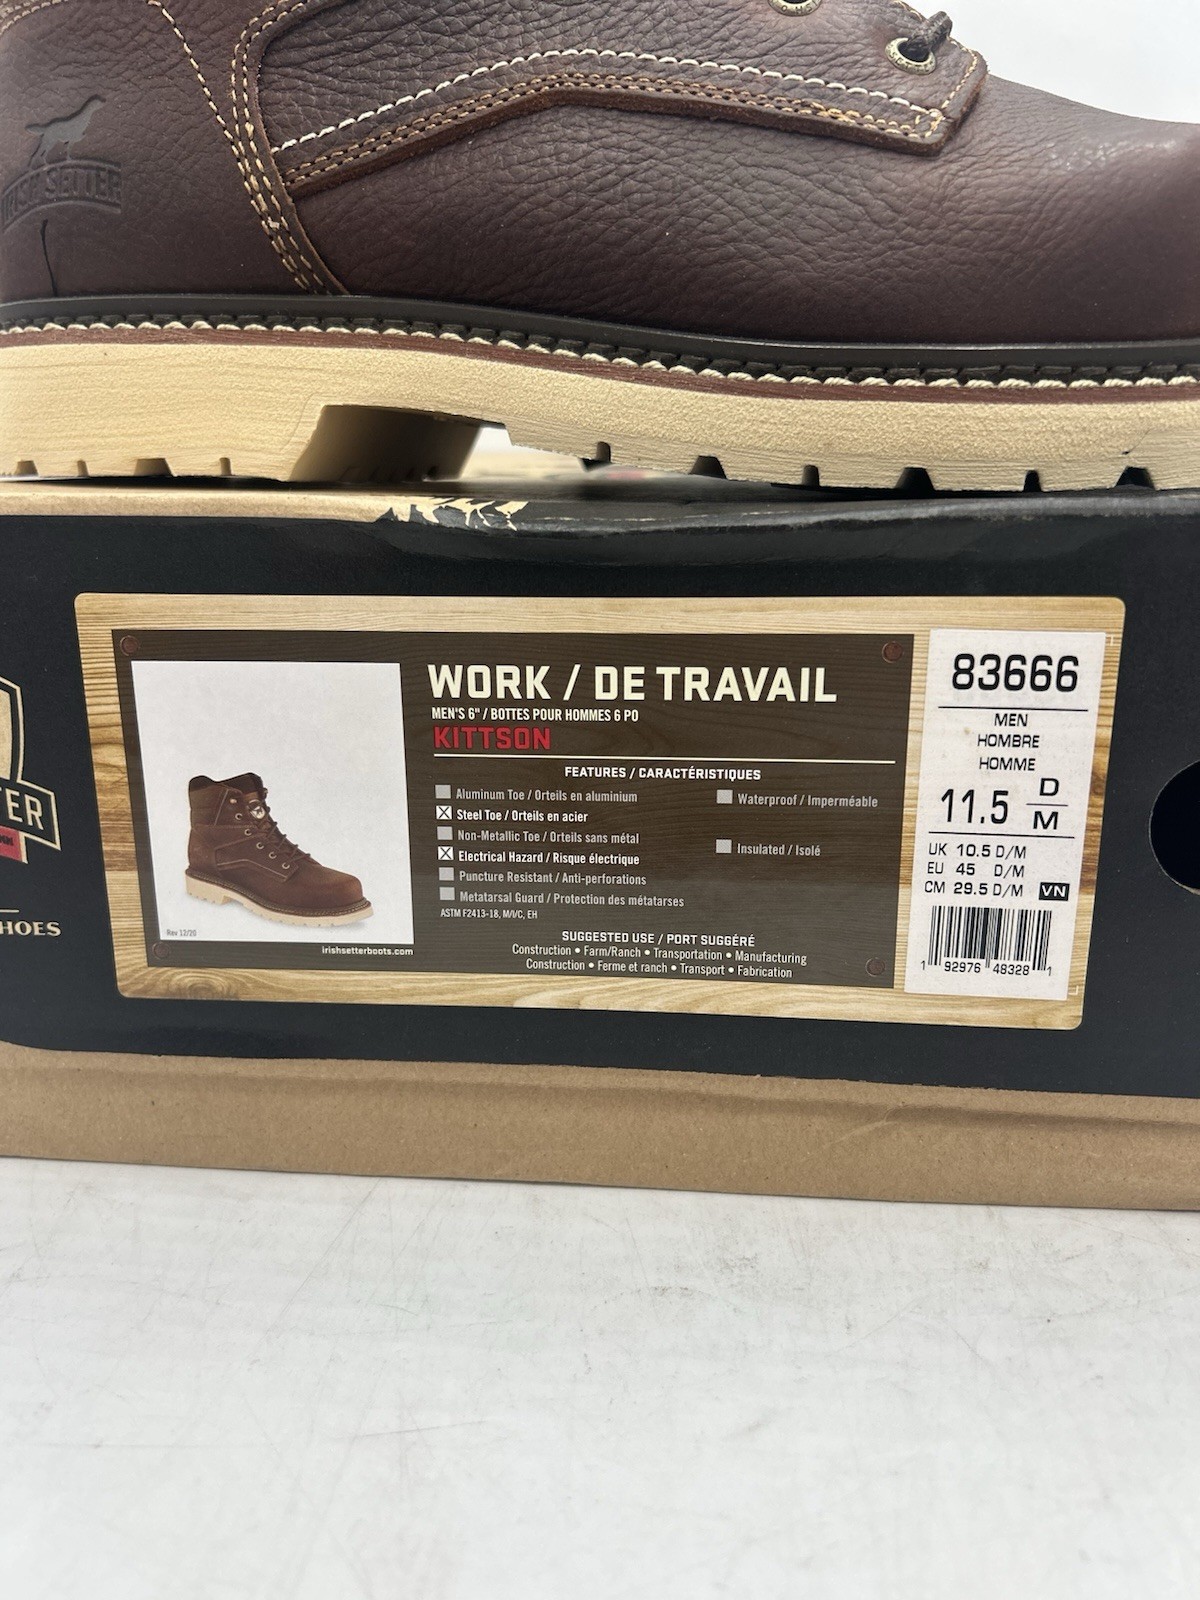 IRISH SETTER
WORK / DE TRAVAIL
MEN'S 6" / BOTTES POUR HOMMES 6 PO
KITTSON
FEATURES / CARACTÉRISTIQUES
Aluminum Toe / Orteils en aluminium
Steel Toe / Orteils en acier
Non-Metallic Toe / Orteils sans métal
Electrical Hazard / Risque électrique
Puncture Resistant / Anti-perforations
Metatarsal Guard / Protection des métatarses
Waterproof / Imperméable
Insulated / Isolé
ASTM F2413-18, M/I/C, EH
SUGGESTED USE / PORT SUGGÉRÉ
Construction • Farm/Ranch • Transportation • Manufacturing
Construction • Ferme et ranch • Transport • Fabrication
Rev 12/20
irishsetterboots.com
83666
MEN
HOMBRE
HOMME
11.5 D/M
UK 10.5 D/M
EU 45 D/M
CM 29.5 D/M VN
1 92976 48328 1
TER
HOES